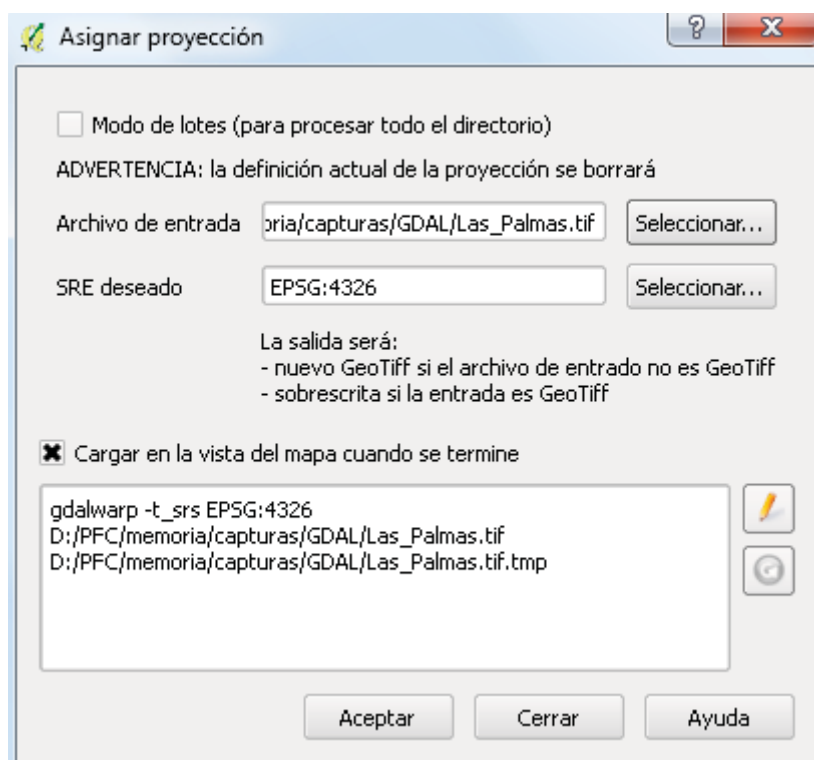 Asignar proyección
?
X
Modo de lotes (para procesar todo el directorio)
ADVERTENCIA: la definición actual de la proyección se borrará
Archivo de entrada oria/capturas/GDAL/Las_Palmas.tif Seleccionar...
SRE deseado EPSG:4326 Seleccionar...
La salida será:
- nuevo GeoTiff si el archivo de entrado no es GeoTiff
- sobrescrita si la entrada es GeoTiff
Cargar en la vista del mapa cuando se termine
gdalwarp -t_srs EPSG:4326
D:/PFC/memoria/capturas/GDAL/Las_Palmas.tif
D:/PFC/memoria/capturas/GDAL/Las_Palmas.tif.tmp
Aceptar Cerrar Ayuda